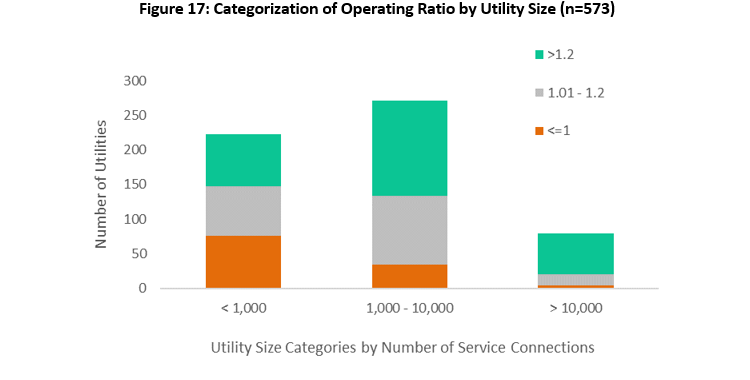 Figure 17: Categorization of Operating Ratio by Utility Size (n=573)
>1.2
1.01 - 1.2
<=1
300
250
200
150
100
50
0
Number of Utilities
< 1,000
1,000 - 10,000
> 10,000
Utility Size Categories by Number of Service Connections